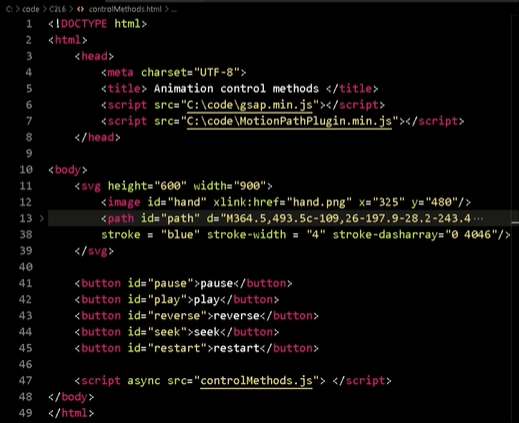 C: > code > C2L6 > <> controlMethods.html > ...
1 <!DOCTYPE html>
2 <html>
3 <head>
4 <meta charset="UTF-8">
5 <title> Animation control methods </title>
6 <script src="C:\code\gsap.min.js"></script>
7 <script src="C:\code\MotionPathPlugin.min.js"></script>
8 </head>
9
10 <body>
11 <svg height="600" width="900">
12 <image id="hand" xlink:href="hand.png" x="325" y="480"/>
13 > <path id="path" d="M364.5,493.5c-109,26-197.9-28.2-243.4 ...
38 stroke = "blue" stroke-width = "4" stroke-dasharray="0 4046"/>
39 </svg>
40
41 <button id="pause">pause</button>
42 <button id="play">play</button>
43 <button id="reverse">reverse</button>
44 <button id="seek">seek</button>
45 <button id="restart">restart</button>
46
47 <script async src="controlMethods.js"> </script>
48 </body>
49 </html>